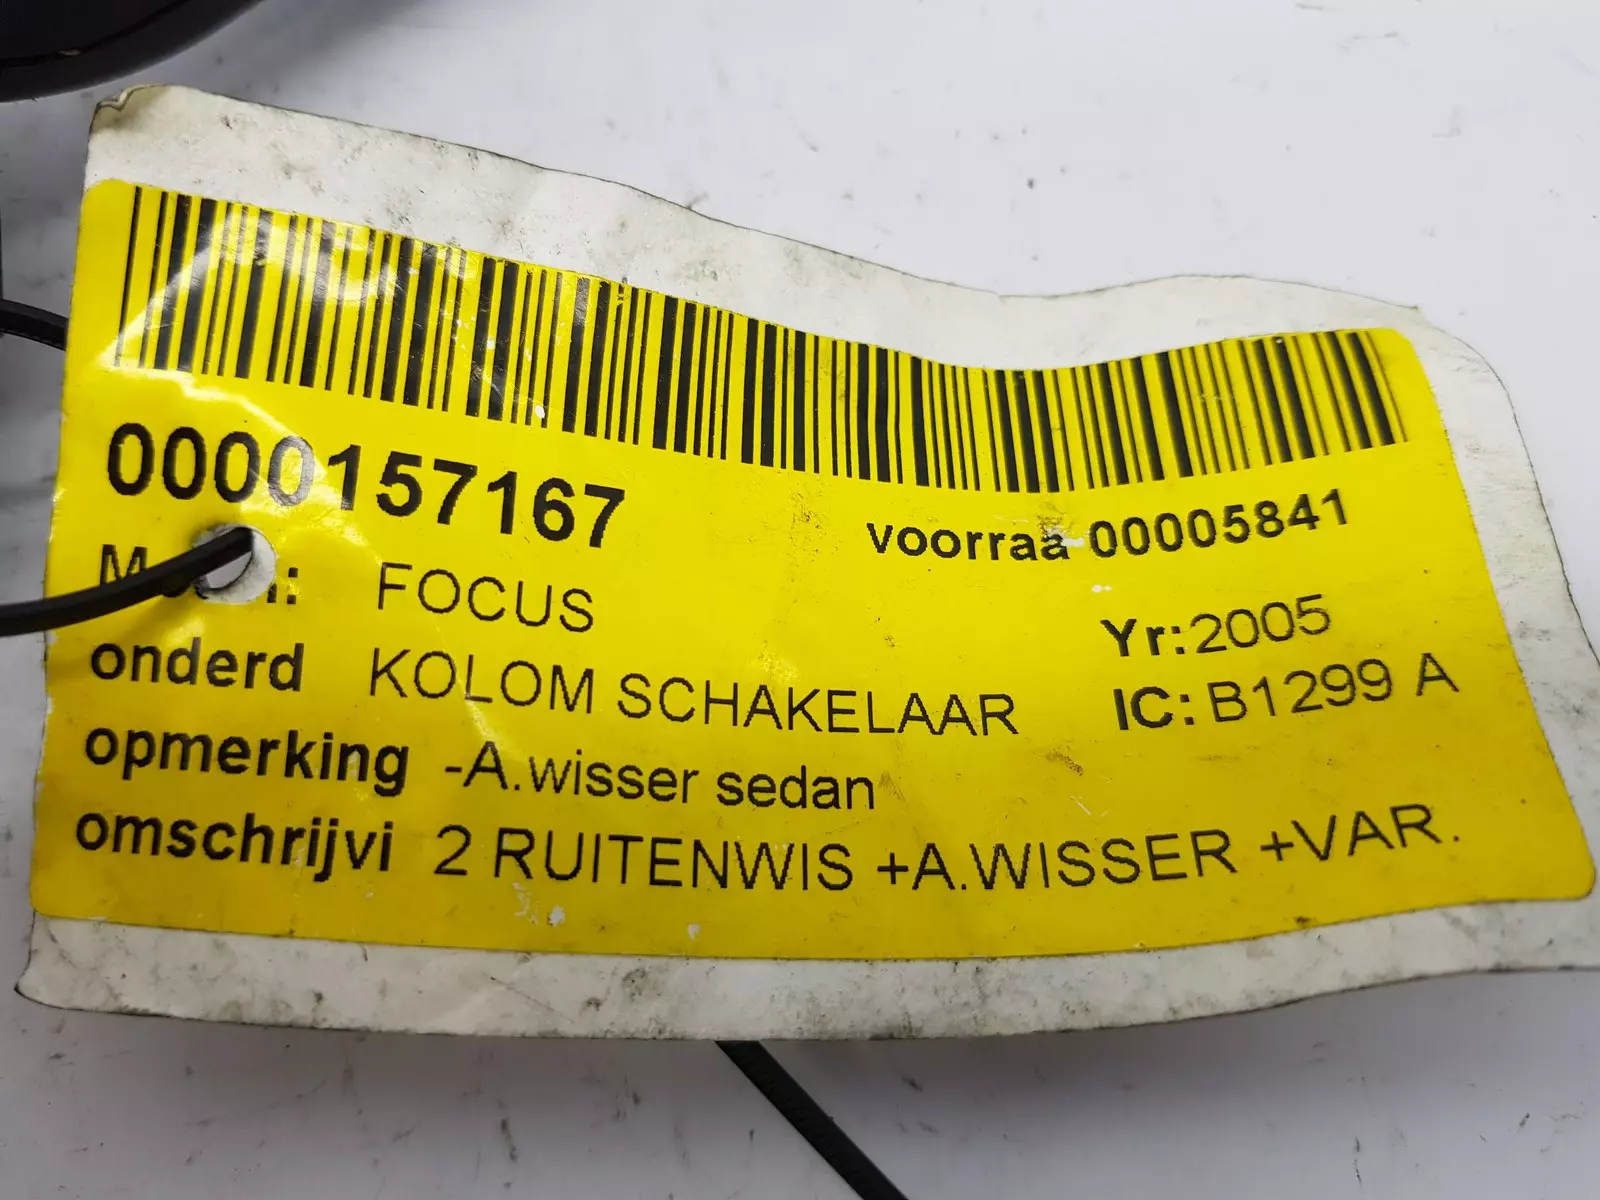 0000157167
voorraa 00005841
FOCUS
Yr:2005
onderd KOLOM SCHAKELAAR
IC: B1299 A
opmerking -A.wisser sedan
omschrijvi 2 RUITENWIS +A.WISSER +VAR.